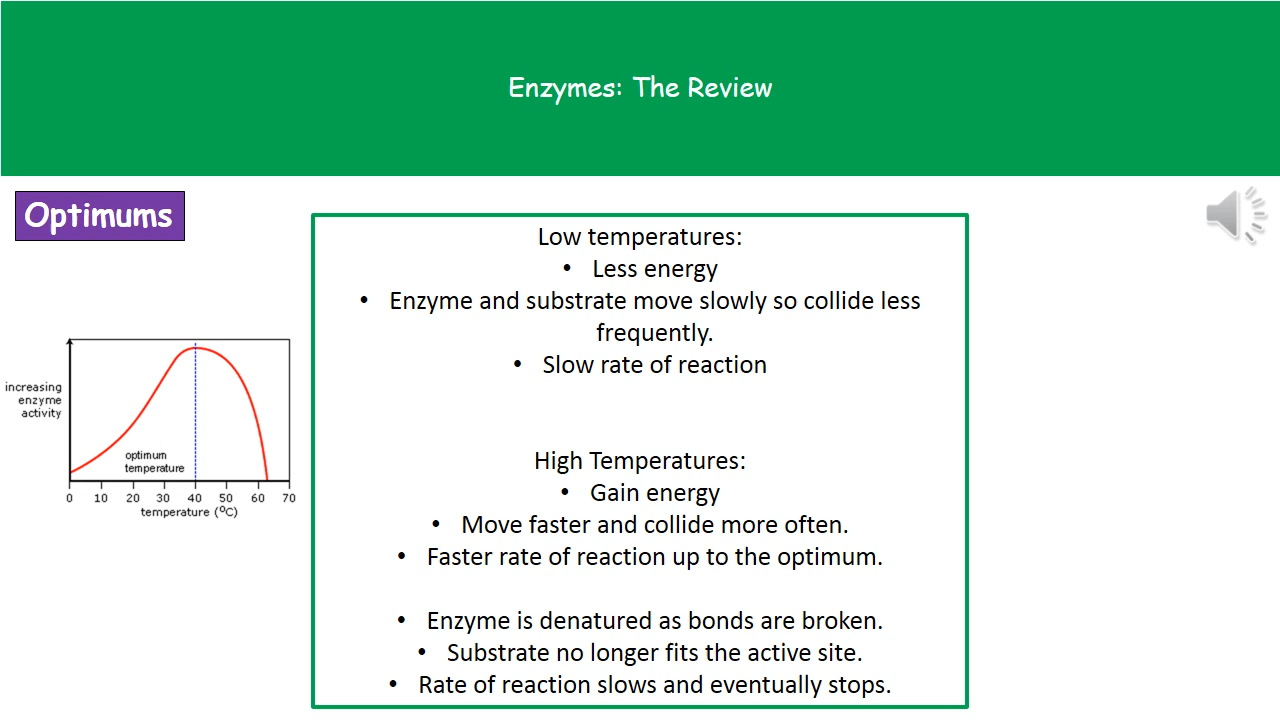 Enzymes: The Review
Optimums
Low temperatures:
• Less energy
• Enzyme and substrate move slowly so collide less
frequently.
• Slow rate of reaction
High Temperatures:
• Gain energy
• Move faster and collide more often.
• Faster rate of reaction up to the optimum.
• Enzyme is denatured as bonds are broken.
• Substrate no longer fits the active site.
• Rate of reaction slows and eventually stops.
increasing
enzyme
activity
optimum
temperature
0 10 20 30 40 50 60 70
temperature (⁰C)